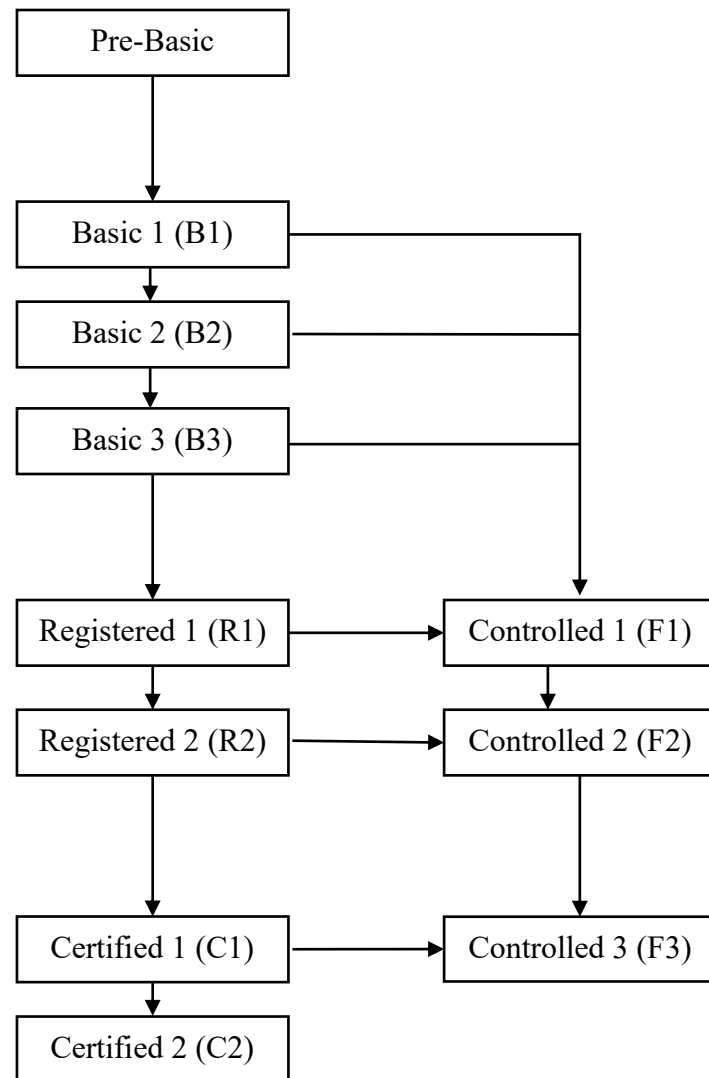 Pre-Basic
Basic 1 (B1)
Basic 2 (B2)
Basic 3 (B3)
Registered 1 (R1)
Controlled 1 (F1)
Registered 2 (R2)
Controlled 2 (F2)
Certified 1 (C1)
Controlled 3 (F3)
Certified 2 (C2)